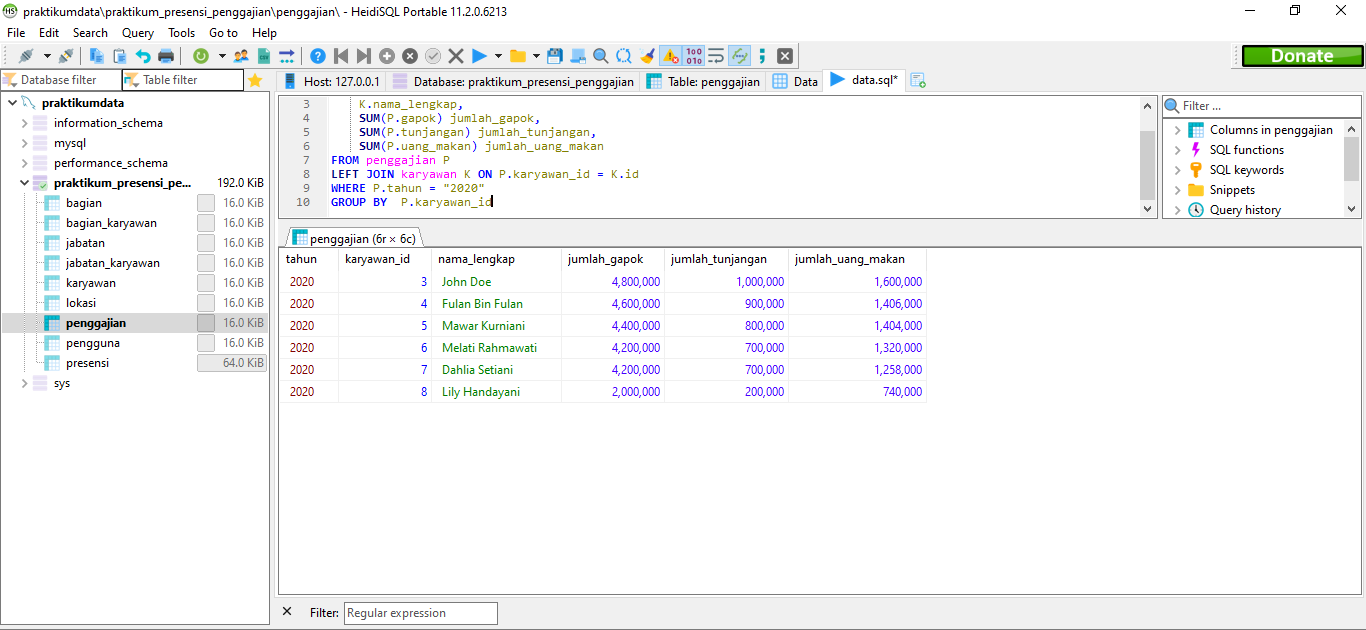 praktikumdata\praktikum_presensi_penggajian\penggajian\ - HeidiSQL Portable 11.2.0.6213
File Edit Search Query Tools Go to Help
Donate
Database filter Table filter
Host: 127.0.0.1 Database: praktikum_presensi_penggajian Table: penggajian Data data.sql*
praktikumdata
information_schema
mysql
performance_schema
praktikum_presensi_pe... 192.0 KiB
bagian 16.0 KiB
bagian_karyawan 16.0 KiB
jabatan 16.0 KiB
jabatan_karyawan 16.0 KiB
karyawan 16.0 KiB
lokasi 16.0 KiB
penggajian 16.0 KiB
pengguna 16.0 KiB
presensi 64.0 KiB
sys
3 K.nama_lengkap,
4 SUM(P.gapok) jumlah_gapok,
5 SUM(P.tunjangan) jumlah_tunjangan,
6 SUM(P.uang_makan) jumlah_uang_makan
7 FROM penggajian P
8 LEFT JOIN karyawan K ON P.karyawan_id = K.id
9 WHERE P.tahun = "2020"
10 GROUP BY P.karyawan_id
Filter ...
Columns in penggajian
SQL functions
SQL keywords
Snippets
Query history
penggajian (6r × 6c)
tahun karyawan_id nama_lengkap jumlah_gapok jumlah_tunjangan jumlah_uang_makan
2020 3 John Doe 4,800,000 1,000,000 1,600,000
2020 4 Fulan Bin Fulan 4,600,000 900,000 1,406,000
2020 5 Mawar Kurniani 4,400,000 800,000 1,404,000
2020 6 Melati Rahmawati 4,200,000 700,000 1,320,000
2020 7 Dahlia Setiani 4,200,000 700,000 1,258,000
2020 8 Lily Handayani 2,000,000 200,000 740,000
Filter: Regular expression